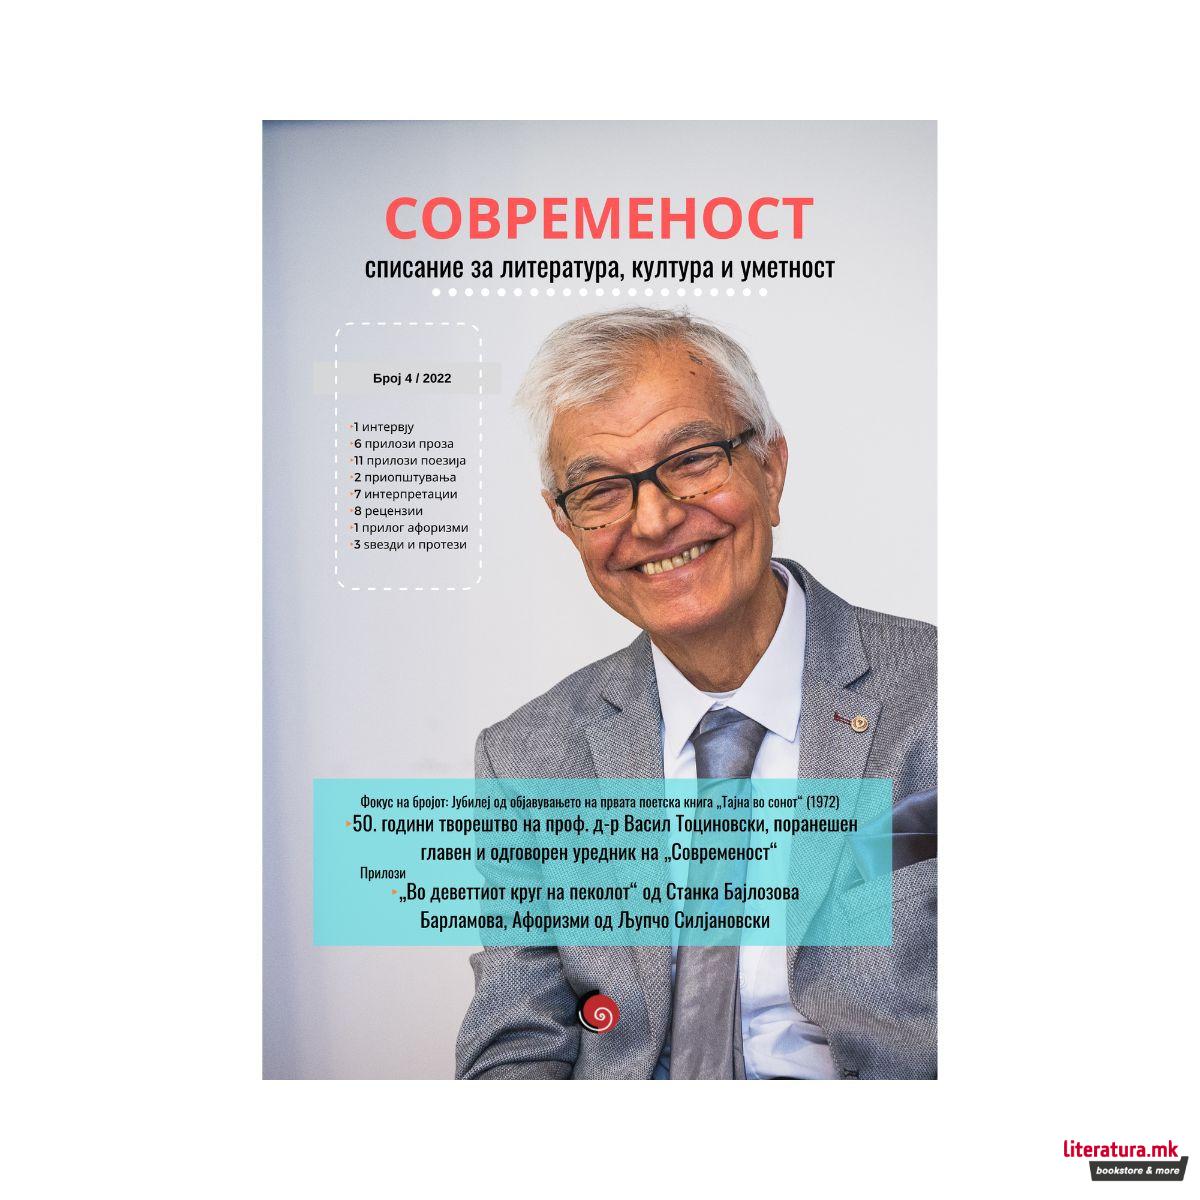 СОВРЕМЕНОСТ
списание за литература, култура и уметност
Број 4 / 2022
1 интервју
6 прилози проза
11 прилози поезија
2 приопштувања
7 интерпретации
8 рецензии
1 прилог афоризми
3 ѕвезди и протези
Фокус на бројот: Јубилеј од објавувањето на првата поетска книга „Тајна во сонот“ (1972)
50. години творештво на проф. д-р Васил Тоциновски, поранешен
главен и одговорен уредник на „Современост“
Прилози
„Во деветтиот круг на пеколот“ од Станка Бајлозова
Барламова, Афоризми од Љупчо Силјановски
literatura.mk
bookstore & more